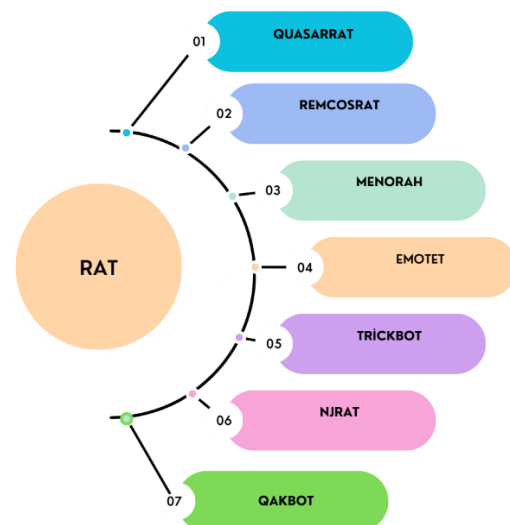 01 QUASARRAT
02 REMCOSRAT
03 MENORAH
RAT
04 EMOTET
05 TRİCKBOT
06 NJRAT
07 QAKBOT